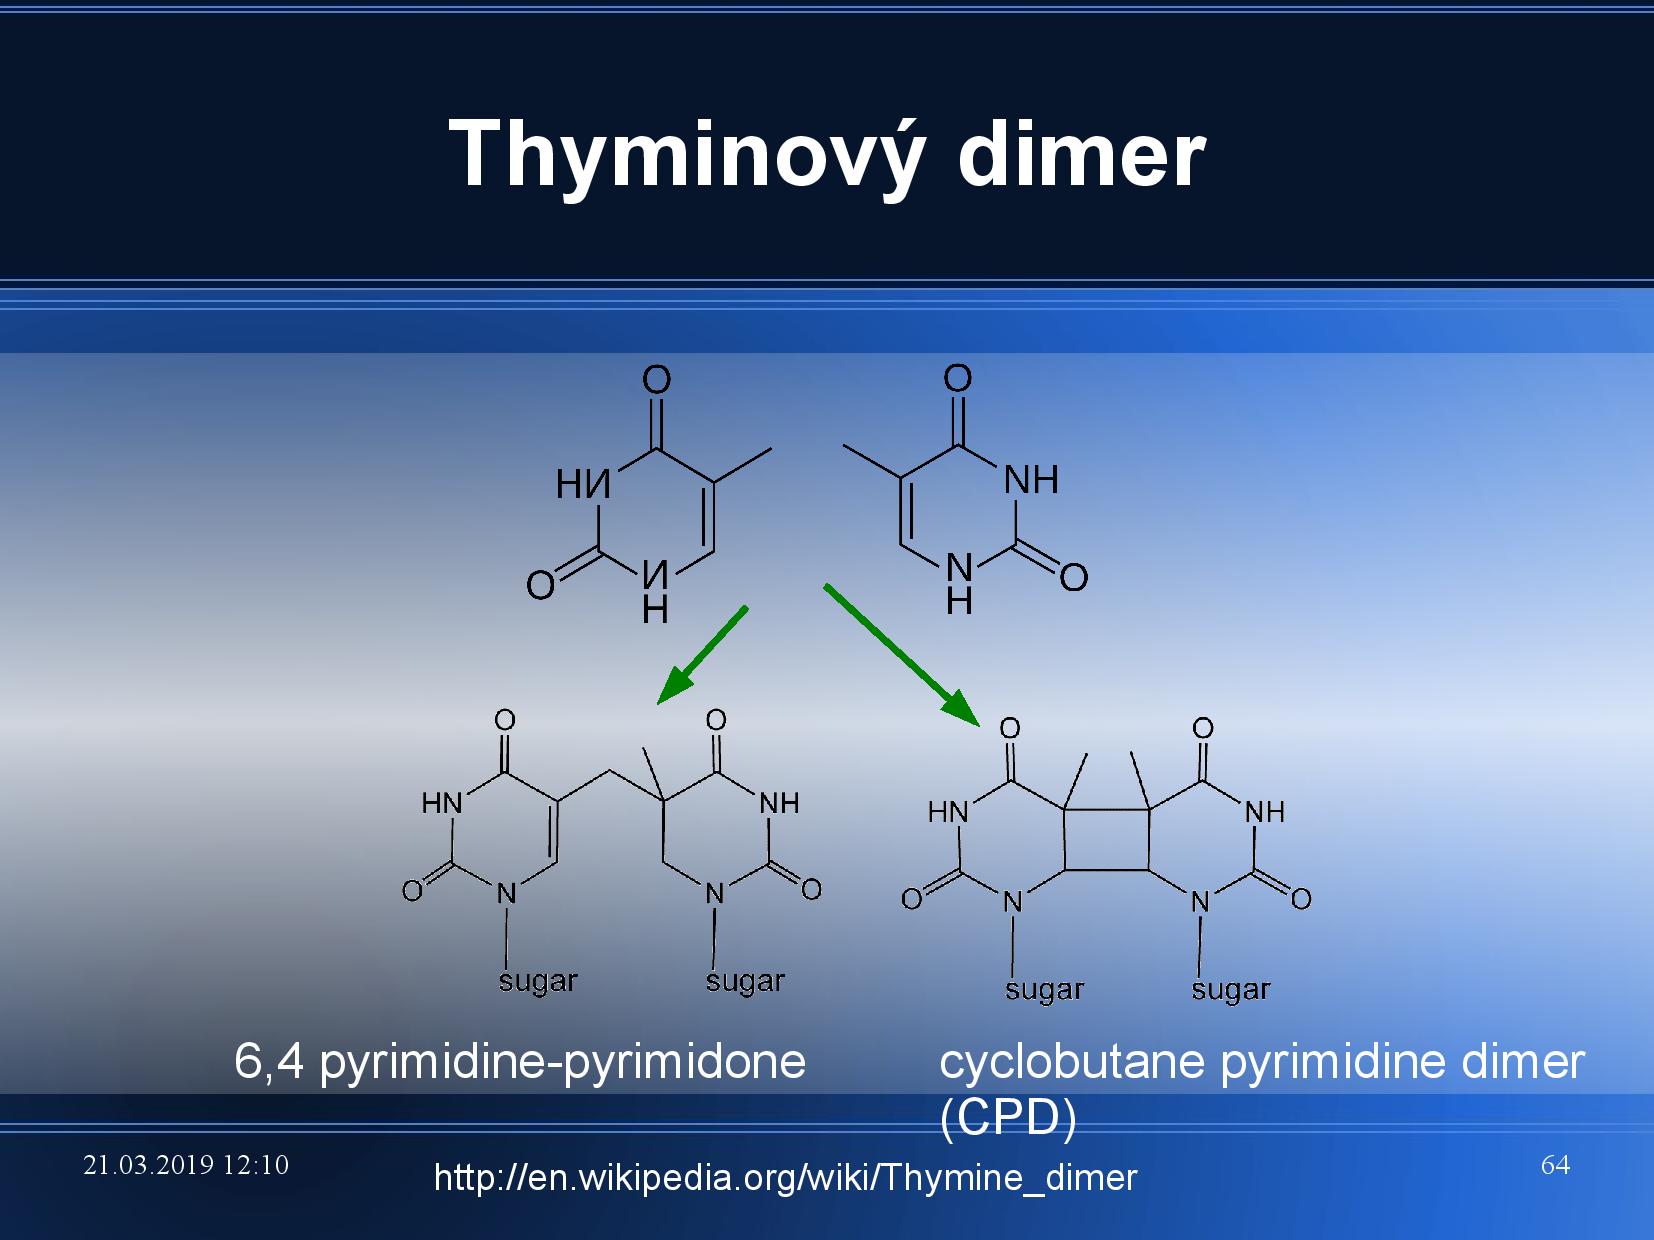 Thyminový dimer
O
O
HИ
NH
O
И
H
N
H
O
O
O
O
O
HN
NH
HN
NH
O
N
N
O
O
N
N
O
sugar
sugar
sugar
sugar
6,4 pyrimidine-pyrimidone
cyclobutane pyrimidine dimer
(CPD)
21.03.2019 12:10
http://en.wikipedia.org/wiki/Thymine_dimer
64